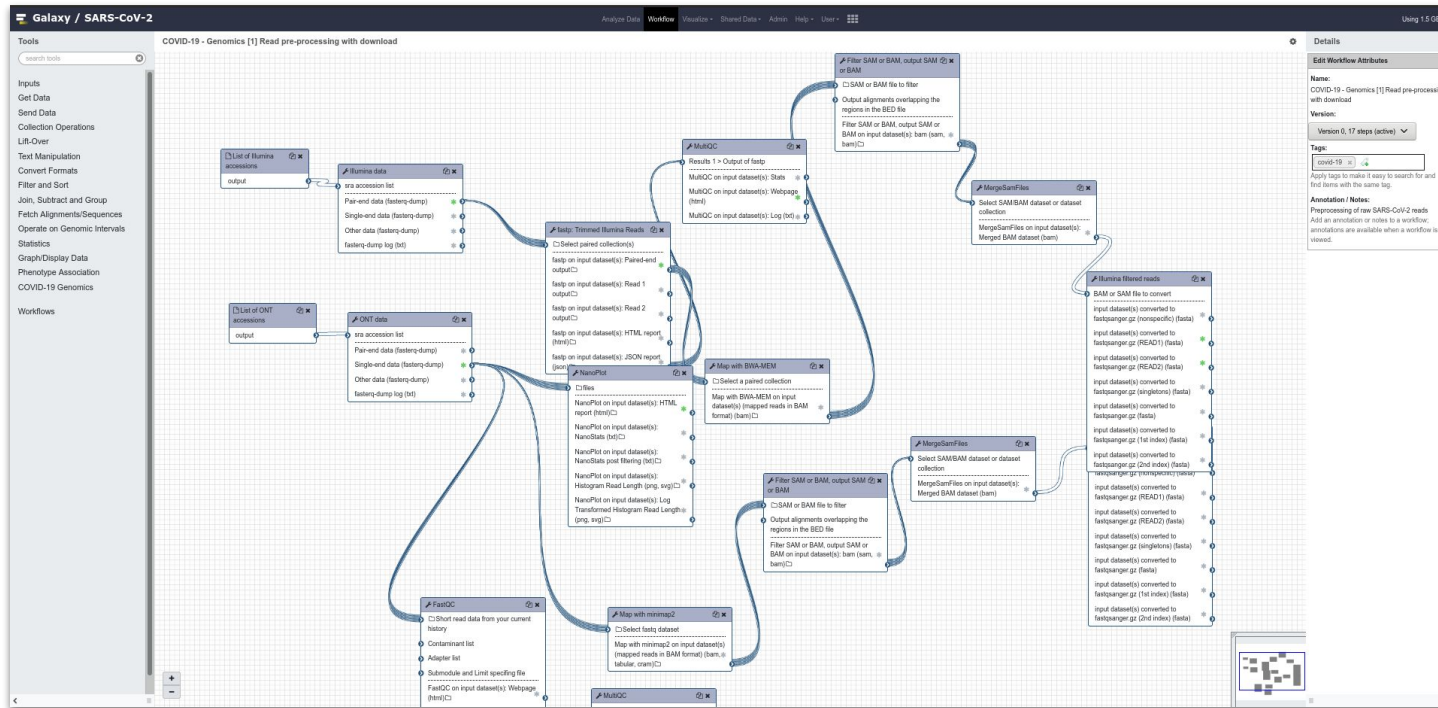 Galaxy / SARS-CoV-2
Analyze Data
Workflow
Visualize
Shared Data
Admin
Help
User
Using 1.5 GB
Tools
search tools
Inputs
Get Data
Send Data
Collection Operations
Lift-Over
Text Manipulation
Convert Formats
Filter and Sort
Join, Subtract and Group
Fetch Alignments/Sequences
Operate on Genomic Intervals
Statistics
Graph/Display Data
Phenotype Association
COVID-19 Genomics
Workflows
COVID-19 - Genomics [1] Read pre-processing with download
List of Illumina
accessions
output
Illumina data
sra accession list
Pair-end data (fasterq-dump)
Single-end data (fasterq-dump)
Other data (fasterq-dump)
fasterq-dump log (txt)
List of ONT
accessions
output
ONT data
sra accession list
Pair-end data (fasterq-dump)
Single-end data (fasterq-dump)
Other data (fasterq-dump)
fasterq-dump log (txt)
fastp: Trimmed Illumina Reads
Select paired collection(s)
fastp on input dataset(s): Paired-end
output
fastp on input dataset(s): Read 1
output
fastp on input dataset(s): Read 2
output
fastp on input dataset(s): HTML report
(html)
fastp on input dataset(s): JSON report
(json)
NanoPlot
files
NanoPlot on input dataset(s): HTML
report (html)
NanoPlot on input dataset(s):
NanoStats (txt)
NanoPlot on input dataset(s):
NanoStats post filtering (txt)
NanoPlot on input dataset(s):
Histogram Read Length (png, svg)
NanoPlot on input dataset(s): Log
Transformed Histogram Read Length
(png, svg)
MultiQC
Results 1 > Output of fastp
MultiQC on input dataset(s): Stats
MultiQC on input dataset(s): Webpage
(html)
MultiQC on input dataset(s): Log (txt)
Map with BWA-MEM
Select a paired collection
Map with BWA-MEM on input
dataset(s) (mapped reads in BAM
format) (bam)
Filter SAM or BAM, output SAM
or BAM
SAM or BAM file to filter
Output alignments overlapping the
regions in the BED file
Filter SAM or BAM, output SAM or
BAM on input dataset(s): bam (sam,
bam)
MergeSamFiles
Select SAM/BAM dataset or dataset
collection
MergeSamFiles on input dataset(s):
Merged BAM dataset (bam)
Illumina filtered reads
BAM or SAM file to convert
input dataset(s) converted to
fastqsanger.gz (nonspecific) (fasta)
input dataset(s) converted to
fastqsanger.gz (READ1) (fasta)
input dataset(s) converted to
fastqsanger.gz (READ2) (fasta)
input dataset(s) converted to
fastqsanger.gz (singletons) (fasta)
input dataset(s) converted to
fastqsanger.gz (fasta)
input dataset(s) converted to
fastqsanger.gz (1st index) (fasta)
input dataset(s) converted to
fastqsanger.gz (2nd index) (fasta)
fastqsanger.gz (nonspecific) (fasta)
input dataset(s) converted to
fastqsanger.gz (READ1) (fasta)
input dataset(s) converted to
fastqsanger.gz (READ2) (fasta)
input dataset(s) converted to
fastqsanger.gz (singletons) (fasta)
input dataset(s) converted to
fastqsanger.gz (fasta)
input dataset(s) converted to
fastqsanger.gz (1st index) (fasta)
input dataset(s) converted to
fastqsanger.gz (2nd index) (fasta)
MergeSamFiles
Select SAM/BAM dataset or dataset
collection
MergeSamFiles on input dataset(s):
Merged BAM dataset (bam)
Filter SAM or BAM, output SAM
or BAM
SAM or BAM file to filter
Output alignments overlapping the
regions in the BED file
Filter SAM or BAM, output SAM or
BAM on input dataset(s): bam (sam,
bam)
FastQC
Short read data from your current
history
Contaminant list
Adapter list
Submodule and Limit specifing file
FastQC on input dataset(s): Webpage
(html)
Map with minimap2
Select fastq dataset
Map with minimap2 on input dataset(s)
(mapped reads in BAM format) (bam,
tabular, cram)
MultiQC
Details
Edit Workflow Attributes
Name:
COVID-19 - Genomics [1] Read pre-processi
with download
Version:
Version 0, 17 steps (active)
Tags:
covid-19
Apply tags to make it easy to search for and
find items with the same tag.
Annotation / Notes:
Preprocessing of raw SARS-CoV-2 reads
Add an annotation or notes to a workflow;
annotations are available when a workflow is
viewed.